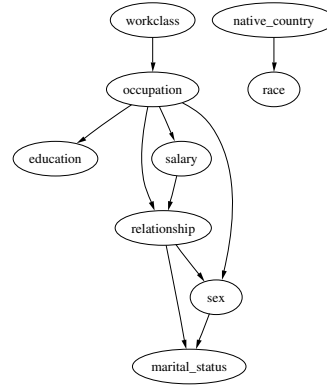 workclass
native_country
occupation
race
education
salary
relationship
sex
marital_status